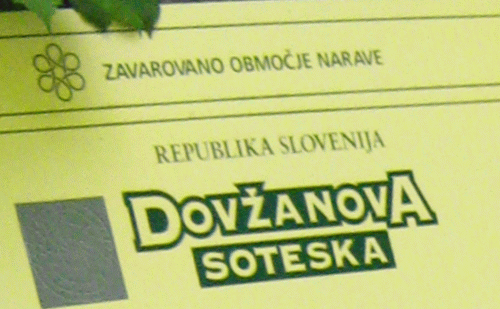 ZAVAROVANO OBMOČJE NARAVE
REPUBLIKA SLOVENIJA
DOVŽANOVA
SOTESKA